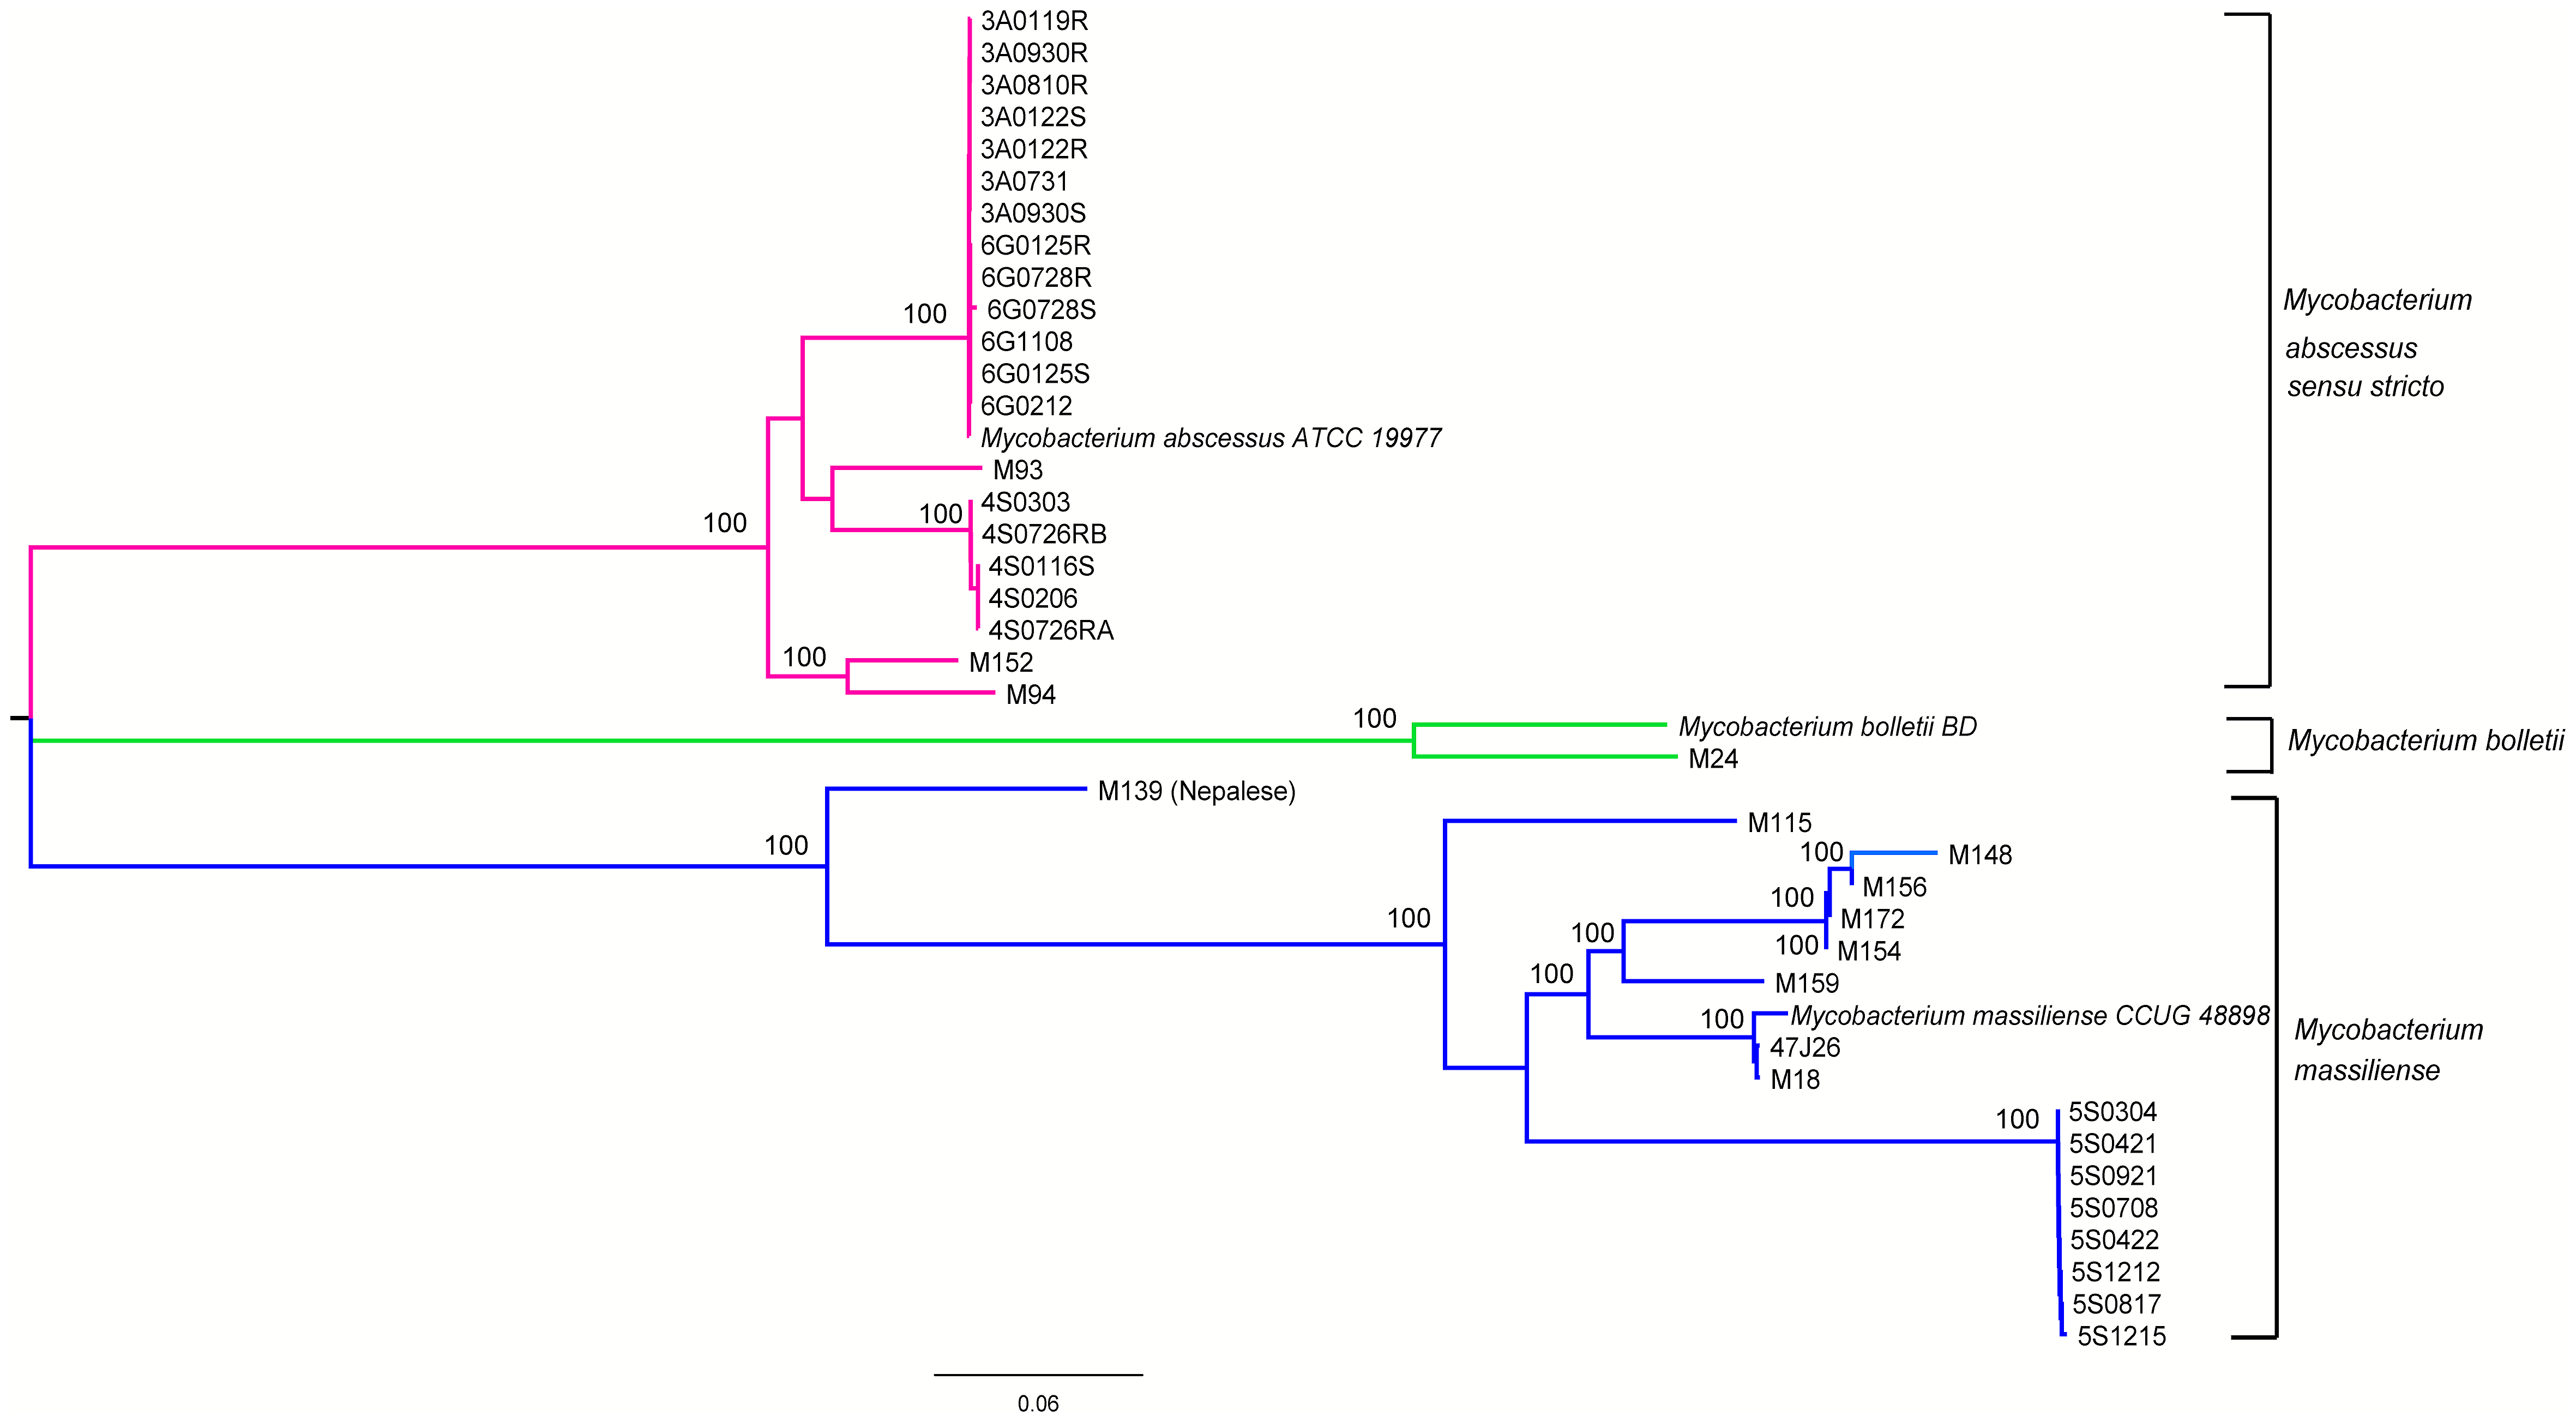 3A0119R
3A0930R
3A0810R
3A0122S
3A0122R
3A0731
3A0930S
6G0125R
6G0728R
6G0728S
6G1108
6G0125S
6G0212
Mycobacterium abscessus ATCC 19977
M93
4S0303
4S0726RB
4S0116S
4S0206
4S0726RA
M152
M94
100
100
100
100
Mycobacterium
abscessus
sensu stricto
100
Mycobacterium bolletii BD
M24
Mycobacterium bolletii
M139 (Nepalese)
100
100
M115
100
M148
M156
100
M172
100
M154
100
M159
100
100
Mycobacterium massiliense CCUG 48898
47J26
M18
100
5S0304
5S0421
5S0921
5S0708
5S0422
5S1212
5S0817
5S1215
Mycobacterium
massiliense
0.06